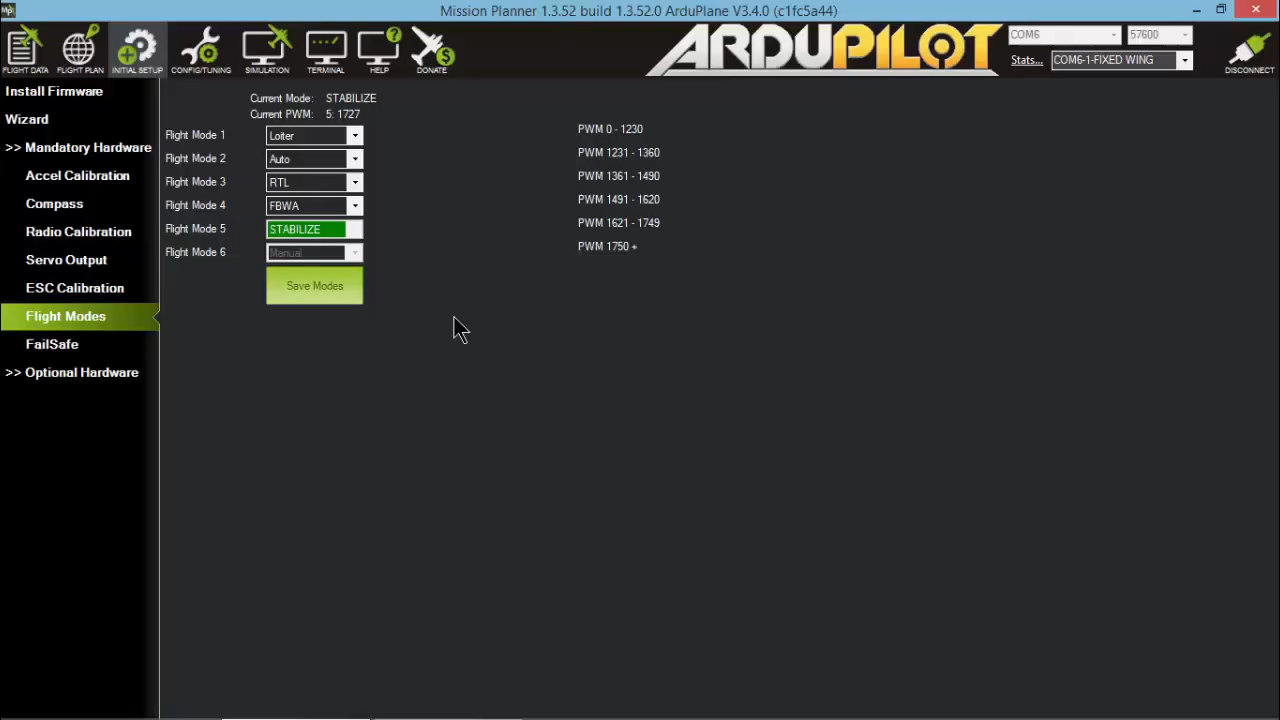 Mp
Mission Planner 1.3.52 build 1.3.52.0 ArduPlane V3.4.0 (c1fc5a44)
FLIGHT DATA
FLIGHT PLAN
INITIAL SETUP
CONFIG/TUNING
SIMULATION
TERMINAL
HELP
DONATE
ARDUPILOT
COM6
57600
Stats...
COM6-1-FIXED WING
DISCONNECT
Install Firmware
Wizard
>> Mandatory Hardware
Accel Calibration
Compass
Radio Calibration
Servo Output
ESC Calibration
Flight Modes
FailSafe
>> Optional Hardware
Current Mode: STABILIZE
Current PWM: 5: 1727
Flight Mode 1 Loiter PWM 0 - 1230
Flight Mode 2 Auto PWM 1231 - 1360
Flight Mode 3 RTL PWM 1361 - 1490
Flight Mode 4 FBWA PWM 1491 - 1620
Flight Mode 5 STABILIZE PWM 1621 - 1749
Flight Mode 6 Manual PWM 1750 +
Save Modes